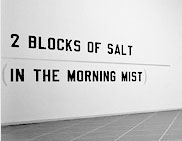 2 BLOCKS OF SALT
(IN THE MORNING MIST)